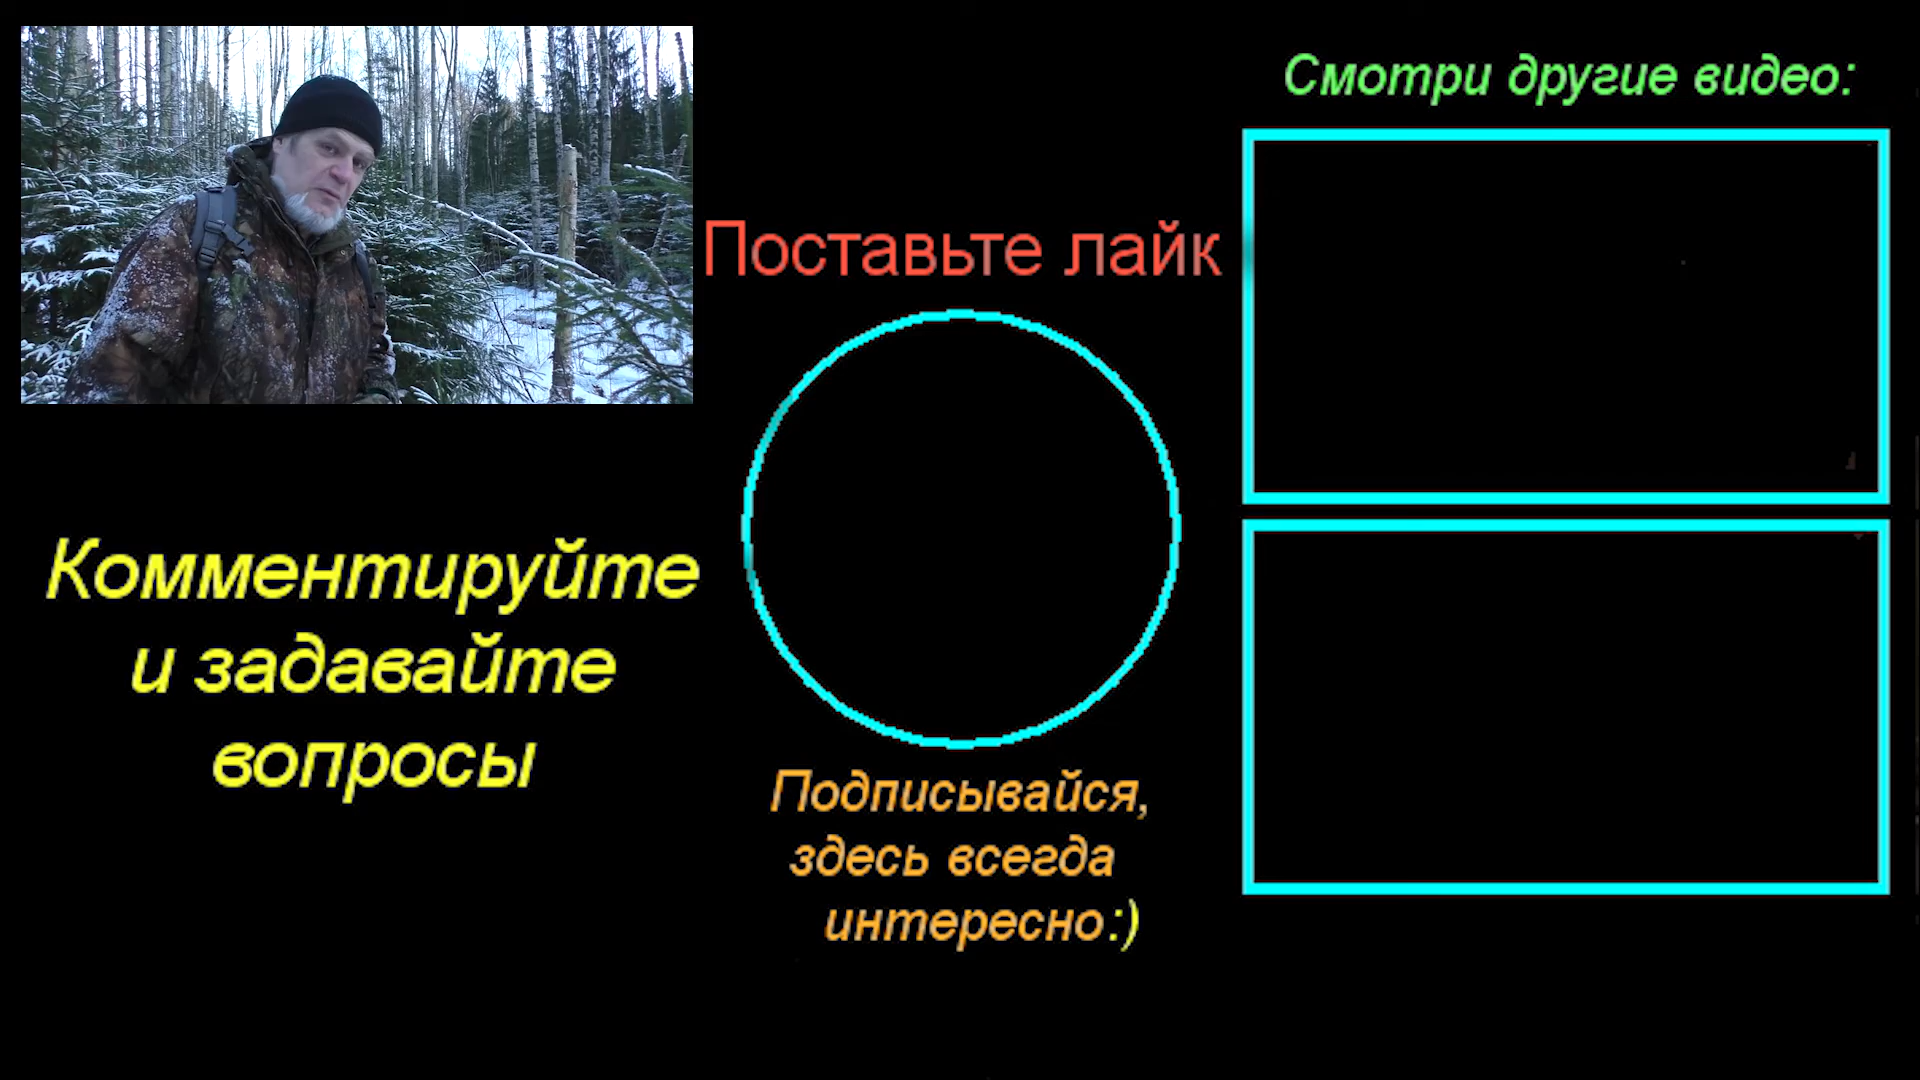 Смотри другие видео:
Поставьте лайк
Комментируйте
и задавайте
вопросы
Подписывайся,
здесь всегда
интересно:)